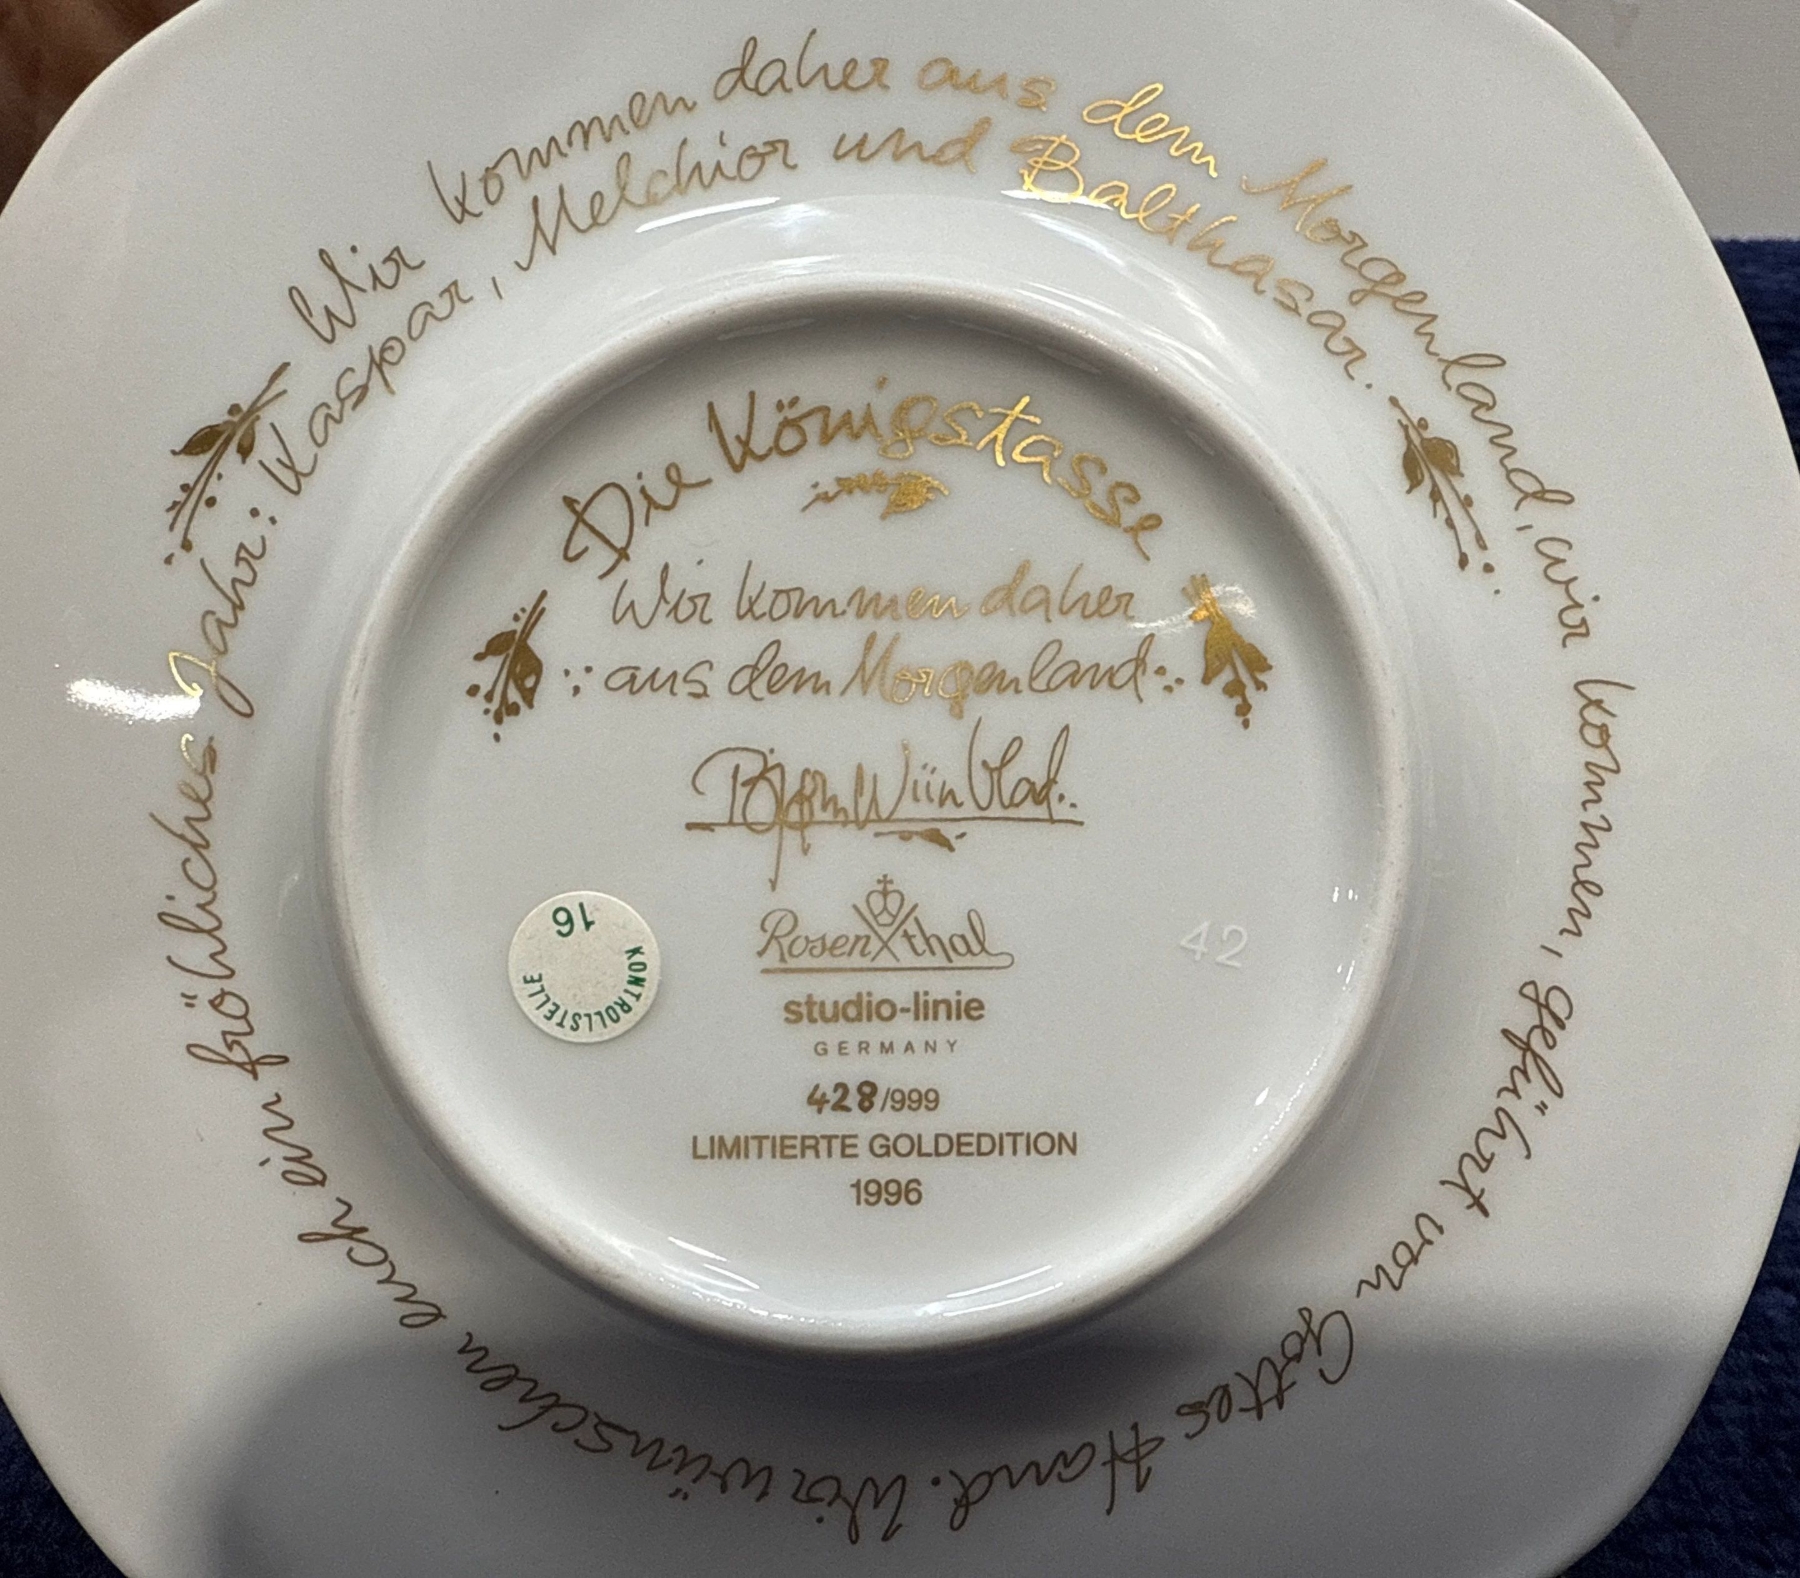 Wir kommen daher aus dem Morgenland, wir kommen, geführt von Gottes Hand. Wir wünschen euch ein fröhliches Jahr: Kaspar, Melchior und Balthasar.
Die Königstasse
Wir kommen daher
aus dem Morgenland
Bjørn Wiinblad
Rosenthal
studio-linie
GERMANY
428/999
LIMITIERTE GOLDEDITION
1996
16
KONTROLLSTELLE
42